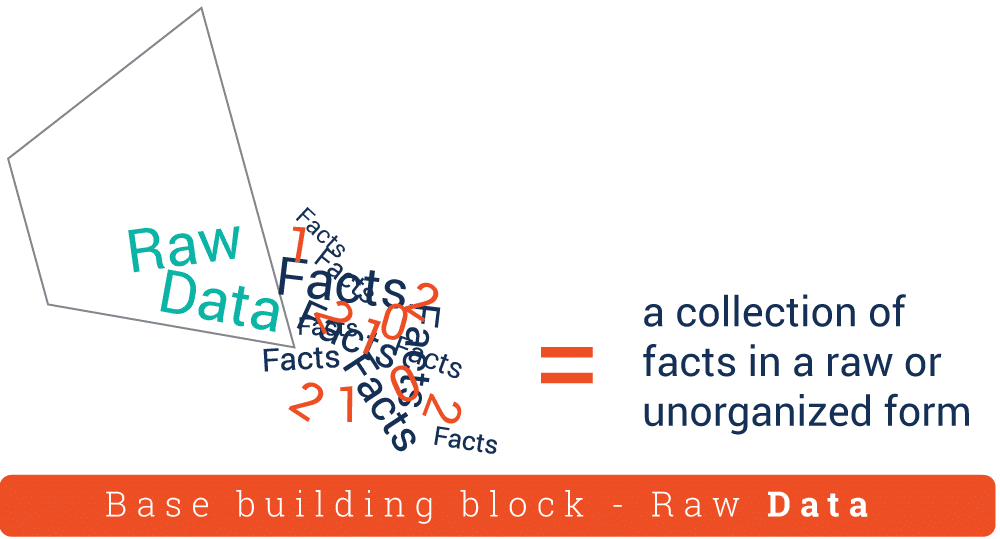 Raw
Data
Facts
1
Facts
Facts
2
Facts
2
0
1
Facts
Facts
Facts
Facts
0
Facts
2
1
2
Facts
=
a collection of
facts in a raw or
unorganized form
Base building block - Raw Data